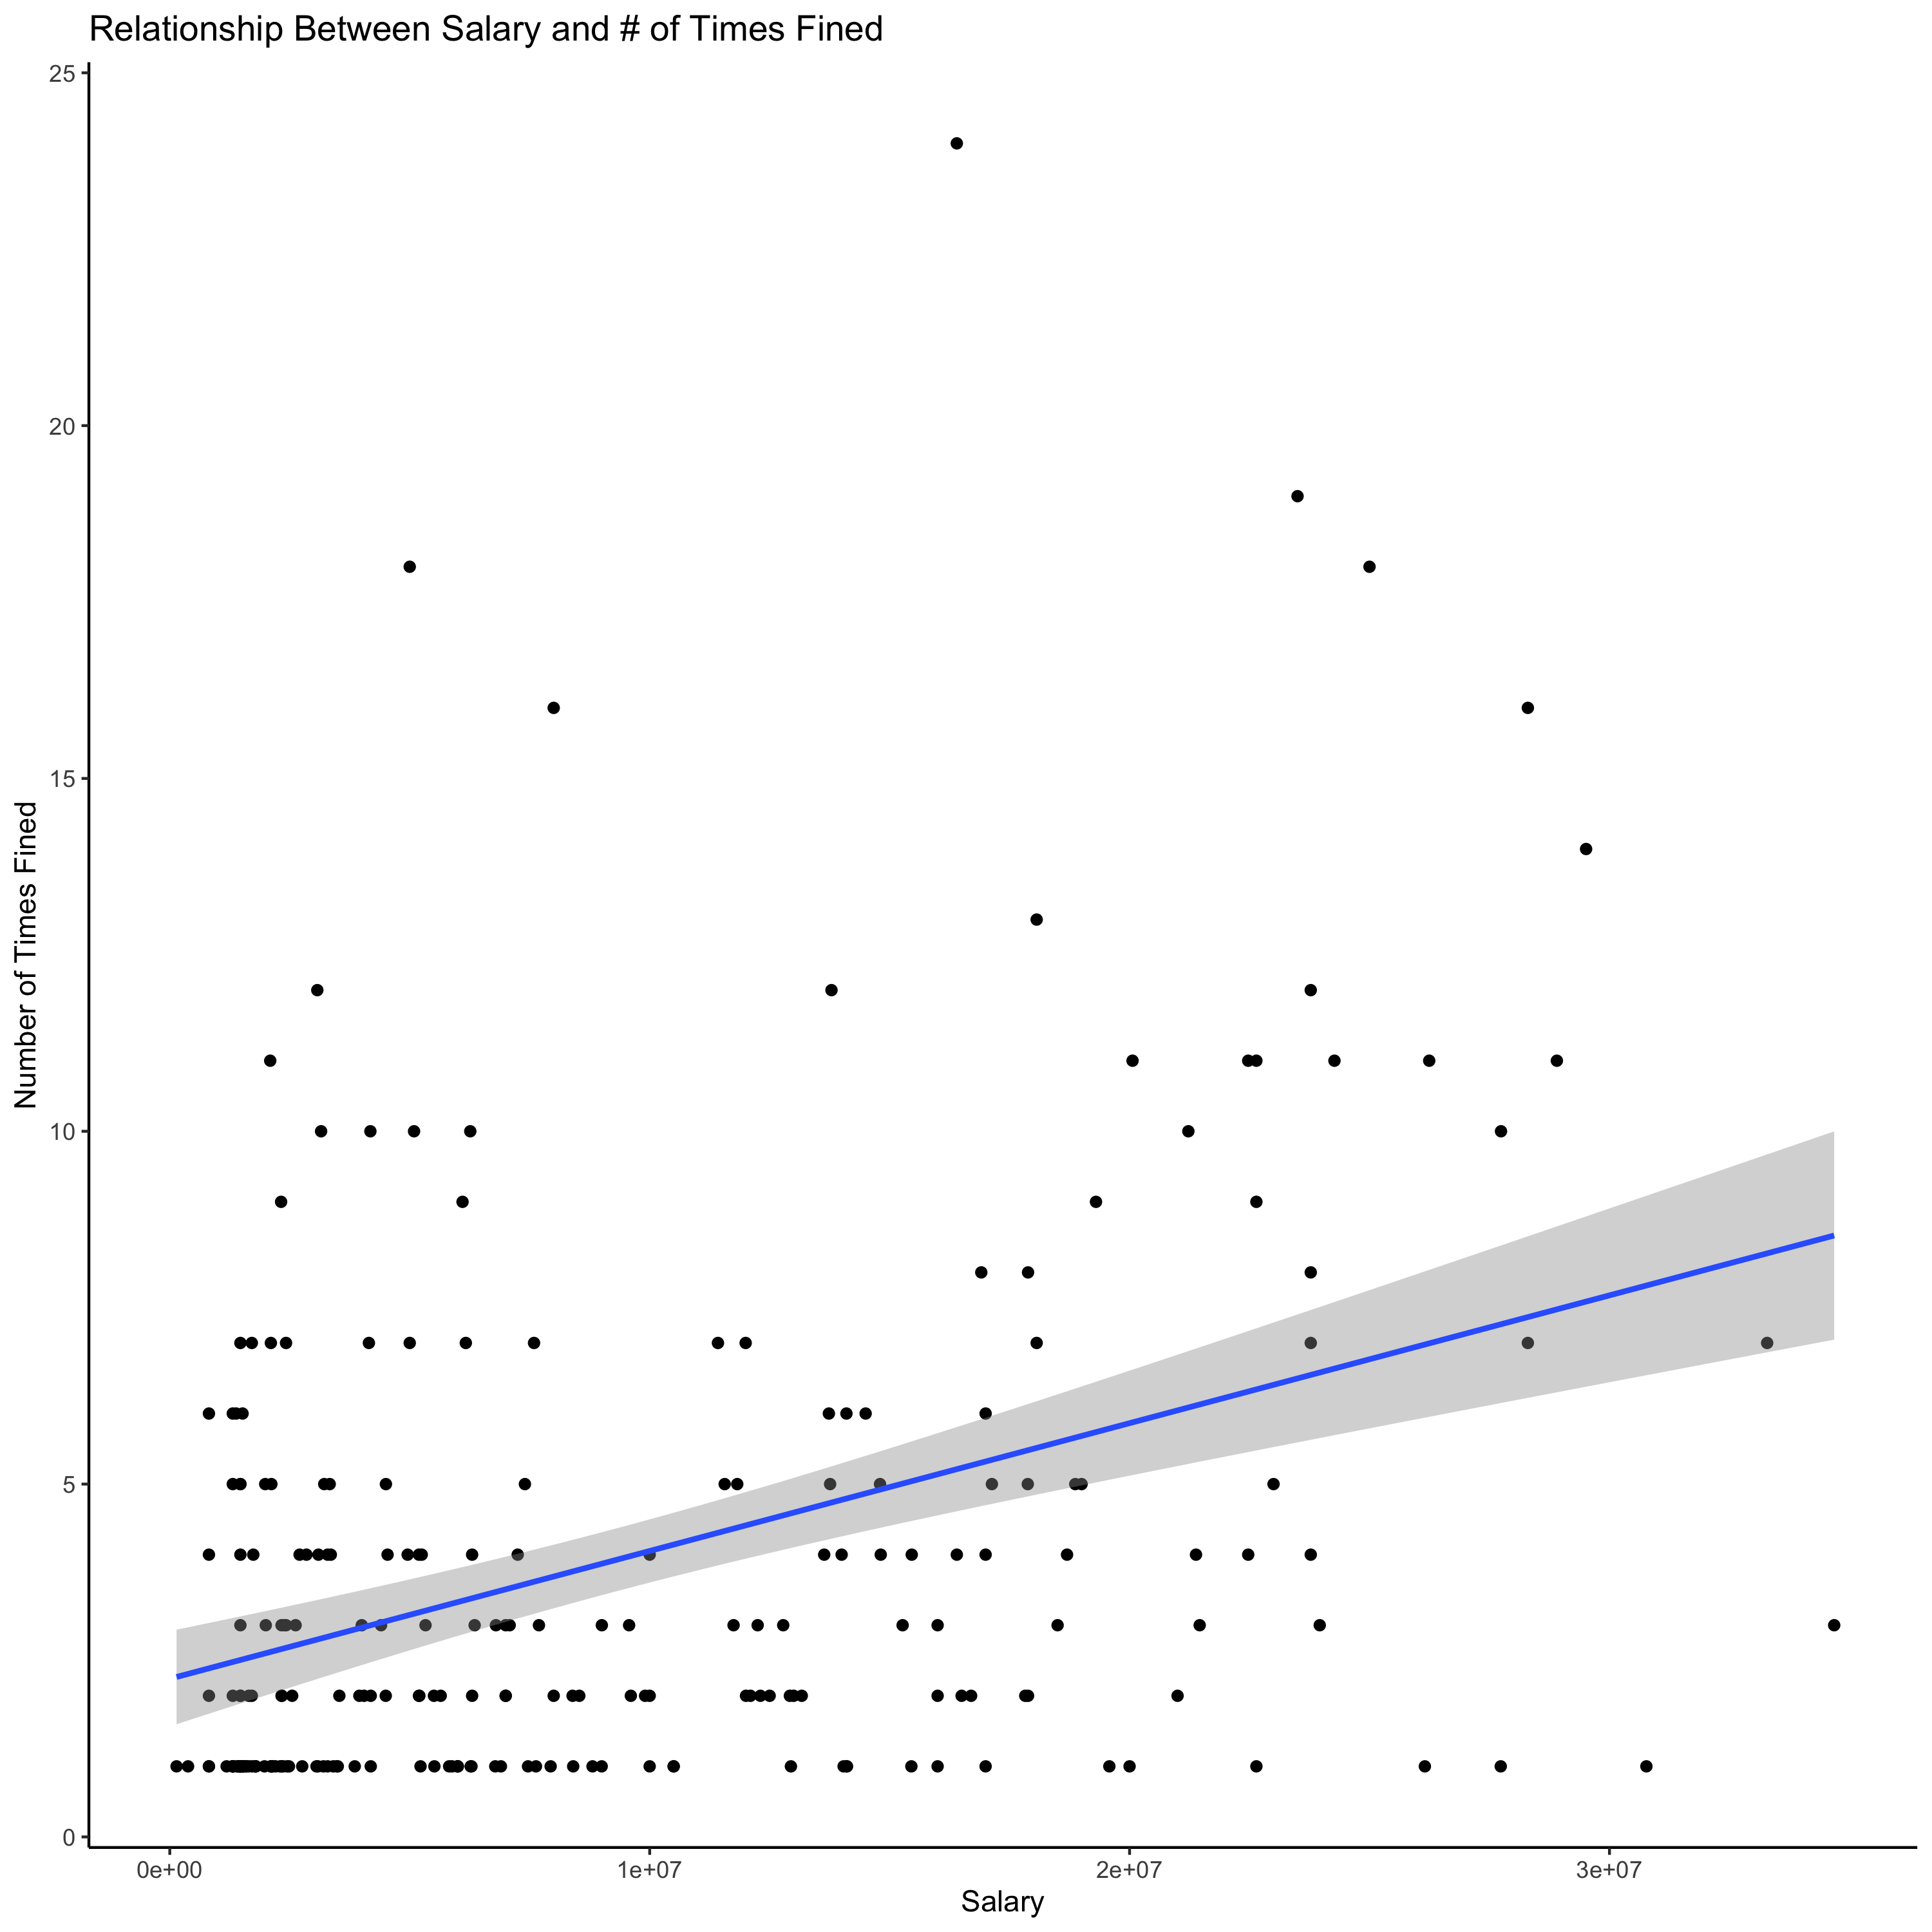 Relationship Between Salary and # of Times Fined
25
20
15
10
5
0
Number of Times Fined
0e+00 1e+07 2e+07 3e+07
Salary